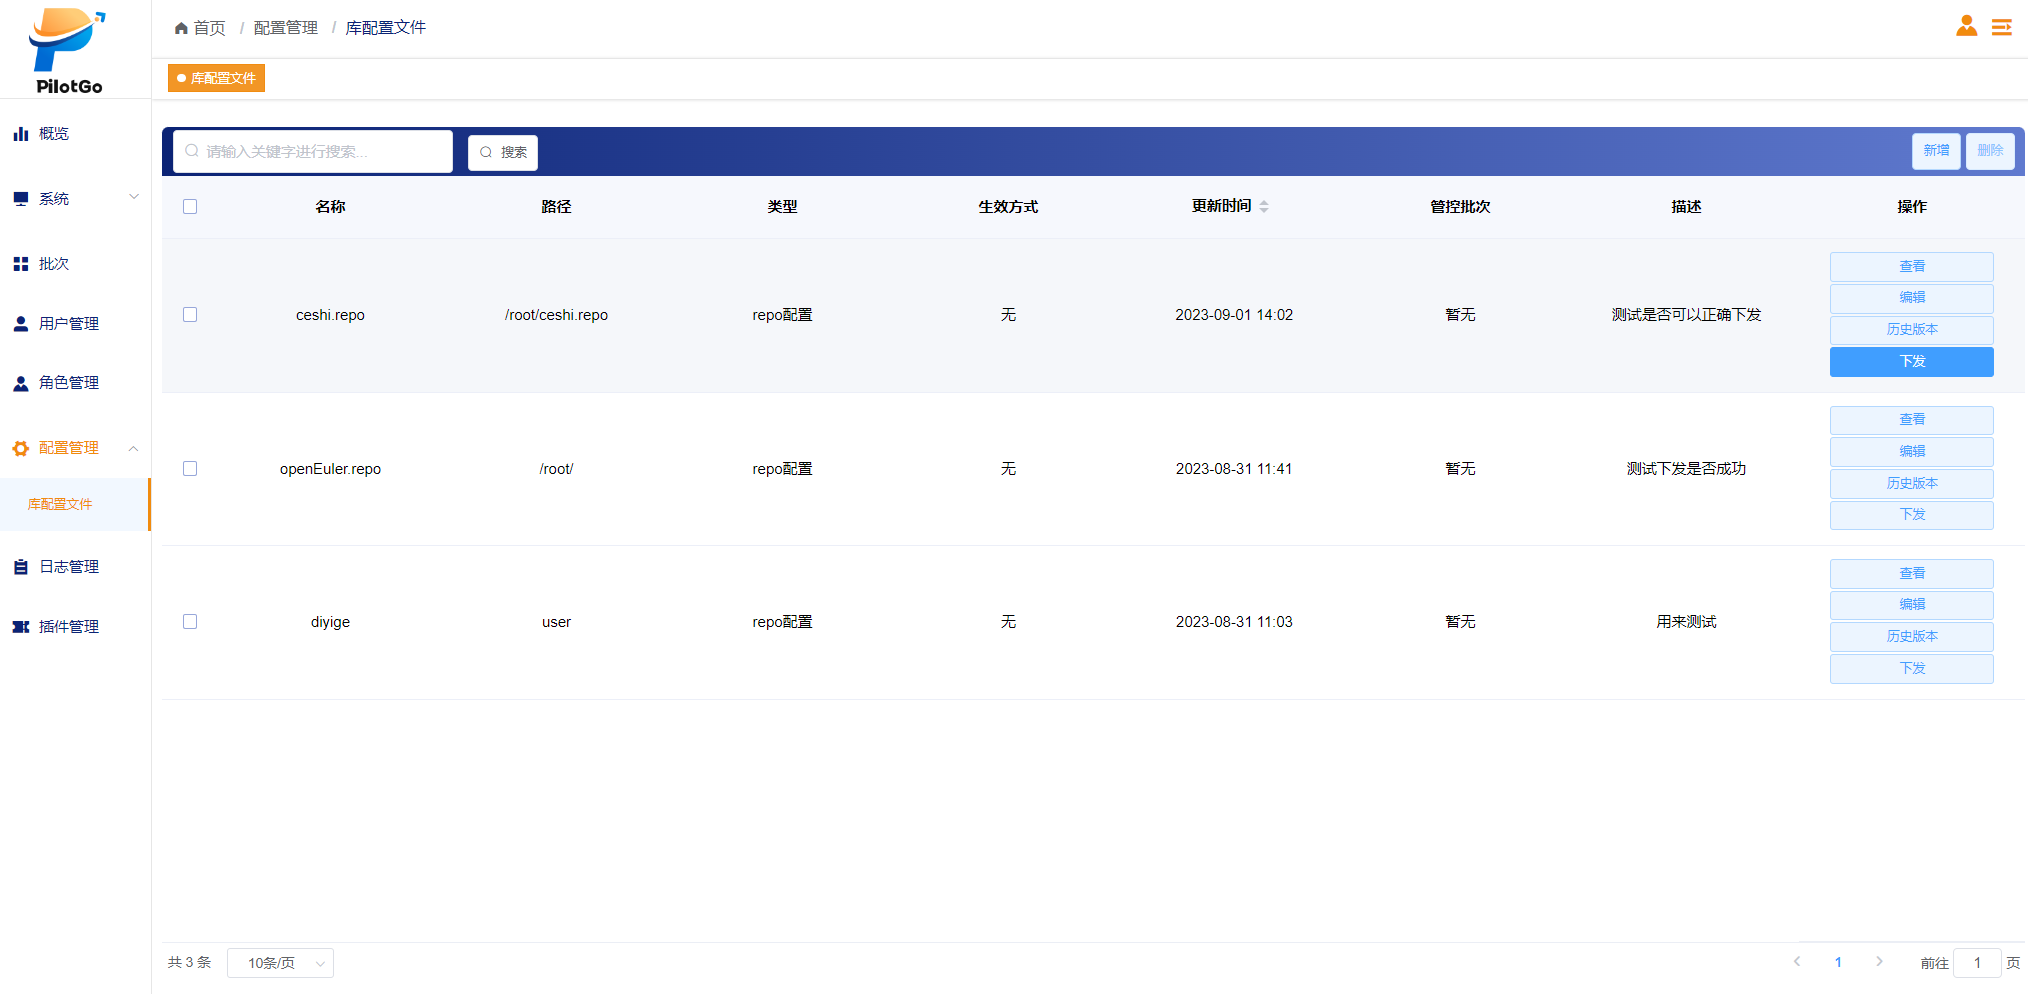 PilotGo
首页 / 配置管理 / 库配置文件
库配置文件
概览
系统
批次
用户管理
角色管理
配置管理
库配置文件
日志管理
插件管理
请输入关键字进行搜索...
搜索
新增
删除
名称 路径 类型 生效方式 更新时间 管控批次 描述 操作
ceshi.repo /root/ceshi.repo repo配置 无 2023-09-01 14:02 暂无 测试是否可以正确下发
查看
编辑
历史版本
下发
openEuler.repo /root/ repo配置 无 2023-08-31 11:41 暂无 测试下发是否成功
查看
编辑
历史版本
下发
diyige user repo配置 无 2023-08-31 11:03 暂无 用来测试
查看
编辑
历史版本
下发
共 3 条 10条/页 1 前往 1 页